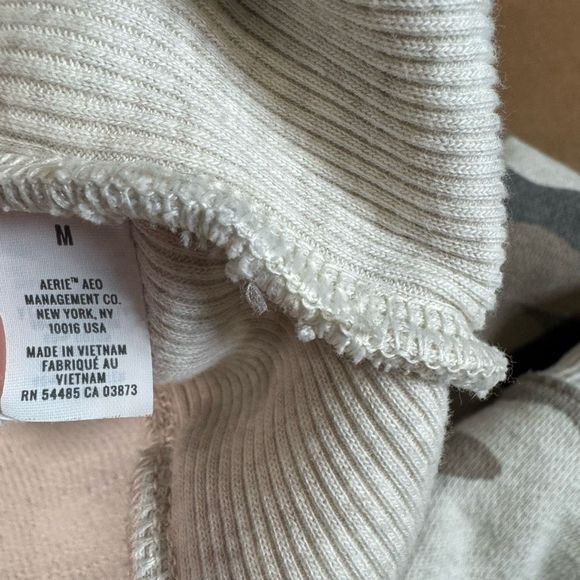 M
AERIE™ AEO
MANAGEMENT CO.
NEW YORK, NY
10016 USA
MADE IN VIETNAM
FABRIQUÉ AU
VIETNAM
RN 54485 CA 03873